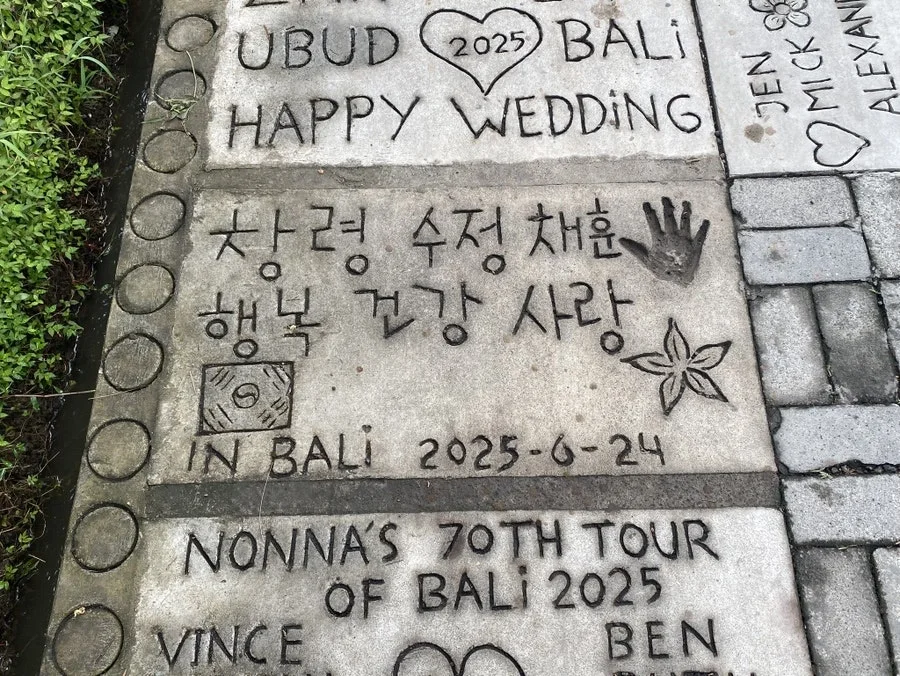 UBUD 2025 BALi
HAPPY WEDDiNG
JEN
MICK
창령 수정 채훈
행복 건강 사랑
IN BALi 2025-6-24
NONNA'S 70TH TOUR
OF BALi 2025
VINCE BEN